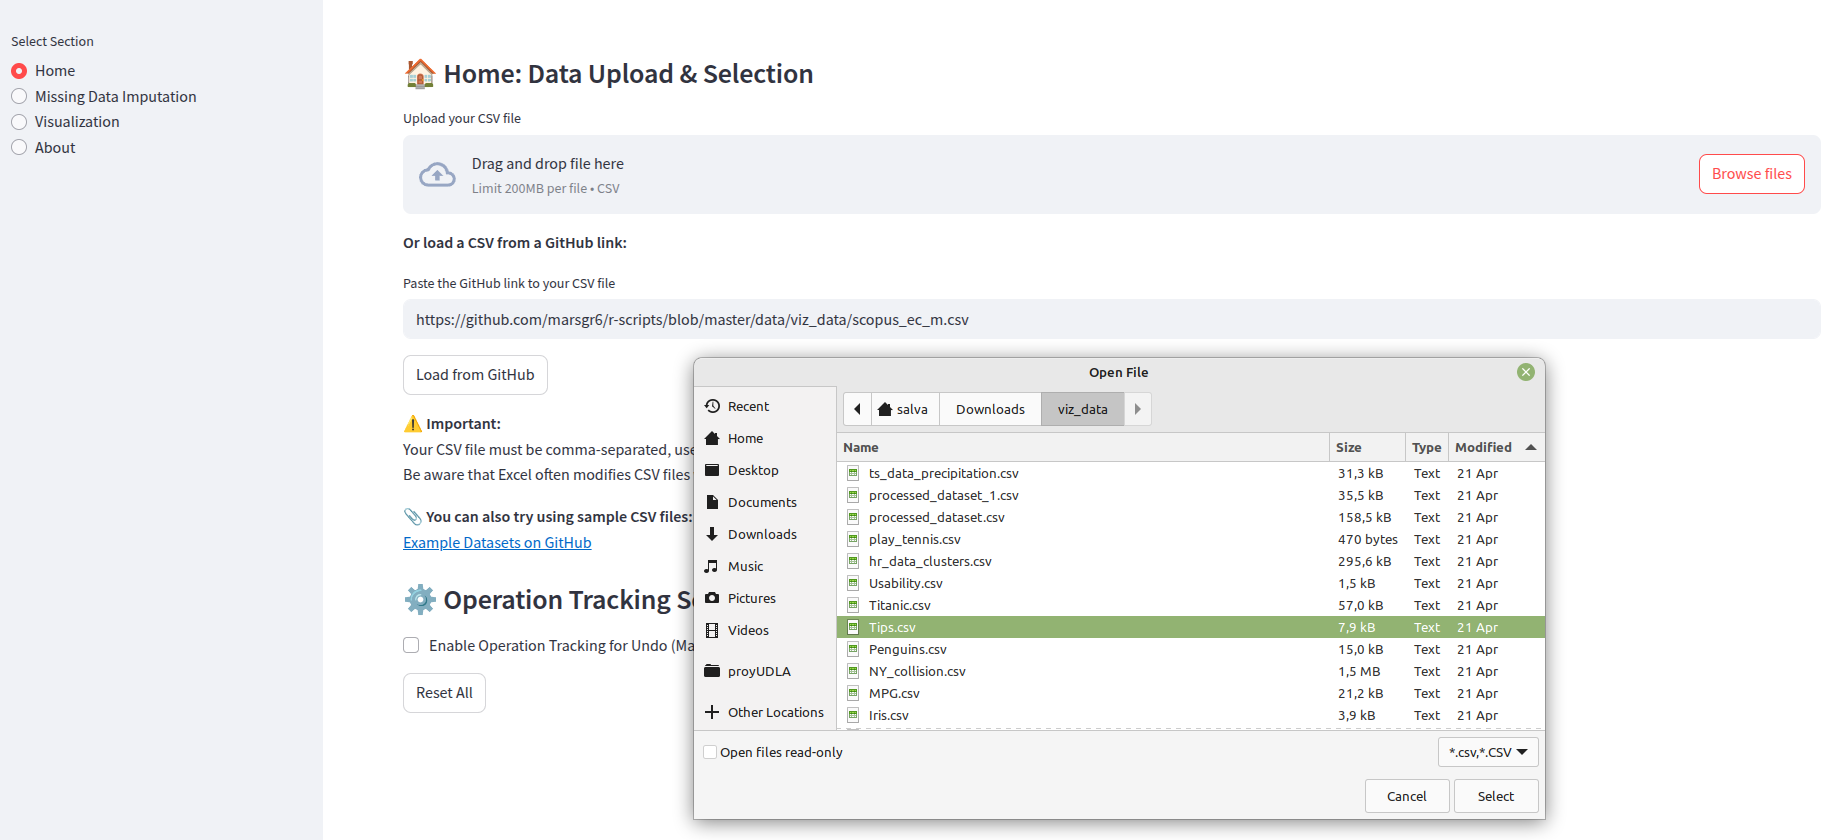 Select Section
Home
Missing Data Imputation
Visualization
About
Home: Data Upload & Selection
Upload your CSV file
Drag and drop file here
Limit 200MB per file • CSV
Browse files
Or load a CSV from a GitHub link:
Paste the GitHub link to your CSV file
https://github.com/marsgr6/r-scripts/blob/master/data/viz_data/scopus_ec_m.csv
Load from GitHub
Important:
Your CSV file must be comma-separated, use
Be aware that Excel often modifies CSV files
You can also try using sample CSV files:
Example Datasets on GitHub
Operation Tracking S
Enable Operation Tracking for Undo (Ma
Reset All
Open File
Recent
Home
Desktop
Documents
Downloads
Music
Pictures
Videos
proyUDLA
Other Locations
salva Downloads viz_data
Name Size Type Modified
ts_data_precipitation.csv 31,3 kB Text 21 Apr
processed_dataset_1.csv 35,5 kB Text 21 Apr
processed_dataset.csv 158,5 kB Text 21 Apr
play_tennis.csv 470 bytes Text 21 Apr
hr_data_clusters.csv 295,6 kB Text 21 Apr
Usability.csv 1,5 kB Text 21 Apr
Titanic.csv 57,0 kB Text 21 Apr
Tips.csv 7,9 kB Text 21 Apr
Penguins.csv 15,0 kB Text 21 Apr
NY_collision.csv 1,5 MB Text 21 Apr
MPG.csv 21,2 kB Text 21 Apr
Iris.csv 3,9 kB Text 21 Apr
Open files read-only
*.csv,*.CSV
Cancel
Select